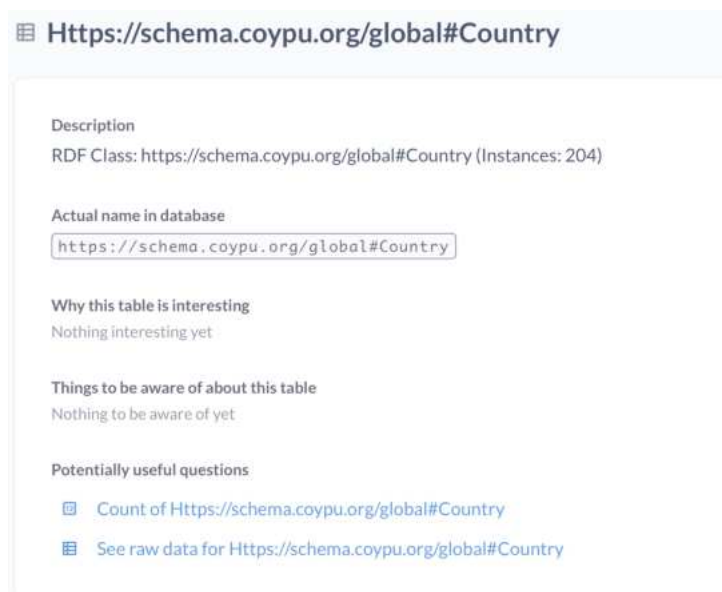 Https://schema.coypu.org/global#Country
Description
RDF Class: https://schema.coypu.org/global#Country (Instances: 204)
Actual name in database
https://schema.coypu.org/global#Country
Why this table is interesting
Nothing interesting yet
Things to be aware of about this table
Nothing to be aware of yet
Potentially useful questions
Count of Https://schema.coypu.org/global#Country
See raw data for Https://schema.coypu.org/global#Country